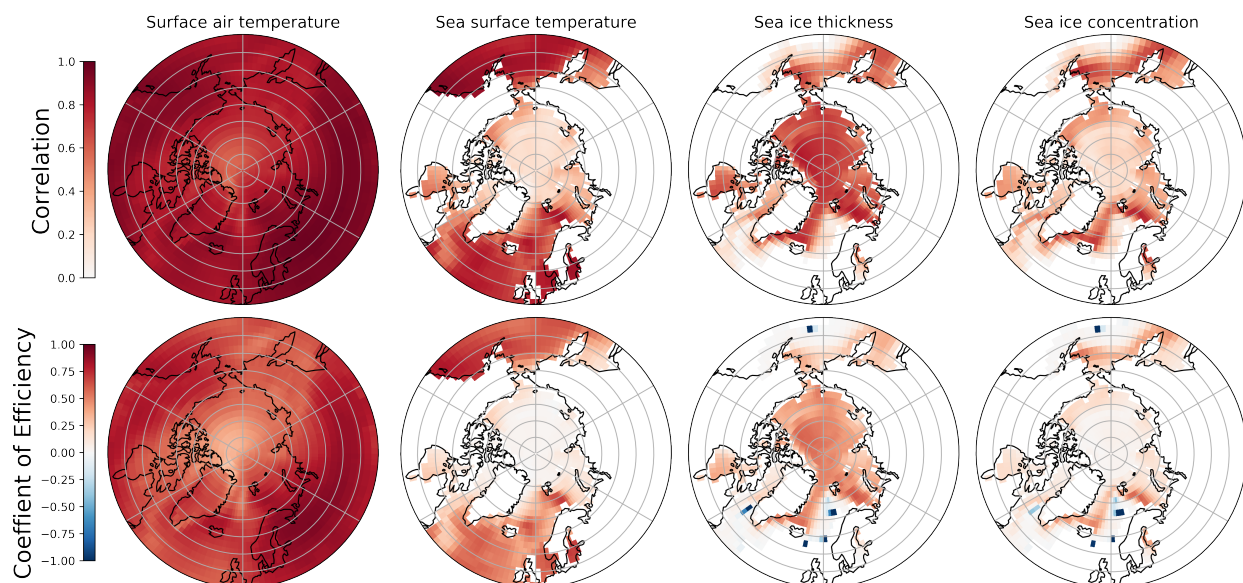 Surface air temperature
Sea surface temperature
Sea ice thickness
Sea ice concentration
Correlation
1.0
0.8
0.6
0.4
0.2
0.0
Coeffient of Efficiency
1.00
0.75
0.50
0.25
0.00
−0.25
−0.50
−0.75
−1.00